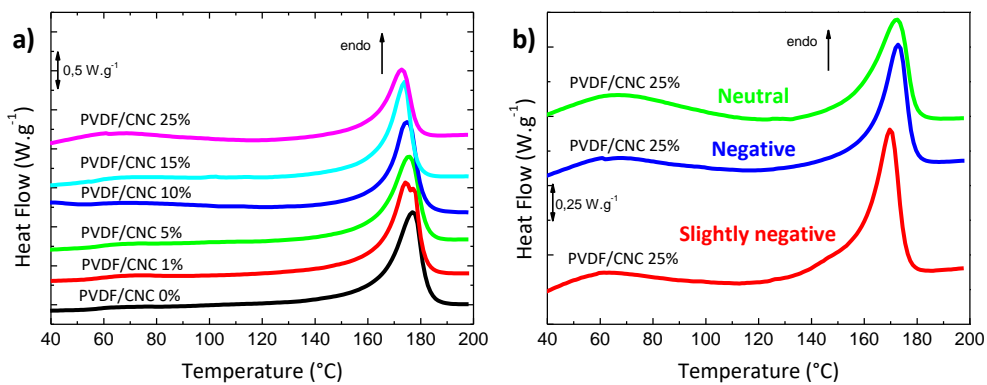 a)
0,5 W.g-1
endo
PVDF/CNC 25%
PVDF/CNC 15%
PVDF/CNC 10%
PVDF/CNC 5%
PVDF/CNC 1%
PVDF/CNC 0%
Heat Flow (W.g-1)
40 60 80 100 120 140 160 180 200
Temperature (°C)
b)
endo
PVDF/CNC 25%
Neutral
PVDF/CNC 25%
Negative
0,25 W.g-1
Slightly negative
PVDF/CNC 25%
Heat Flow (W.g-1)
40 60 80 100 120 140 160 180 200
Temperature (°C)